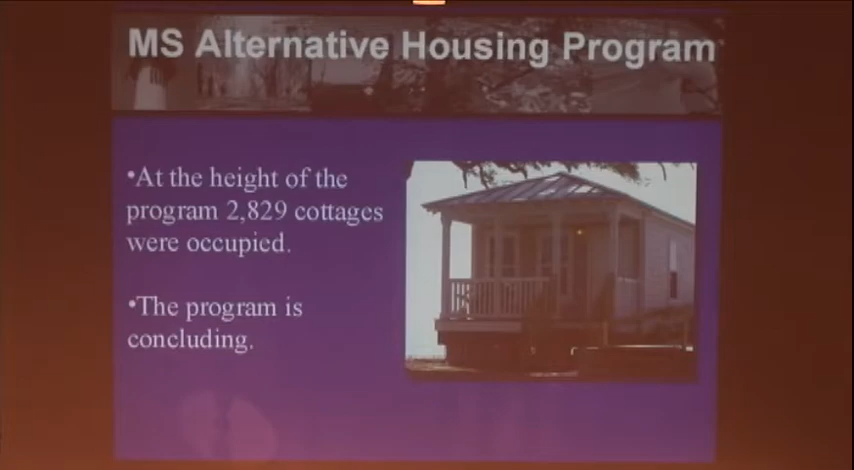 MS Alternative Housing Program
•At the height of the
program 2,829 cottages
were occupied.
•The program is
concluding.